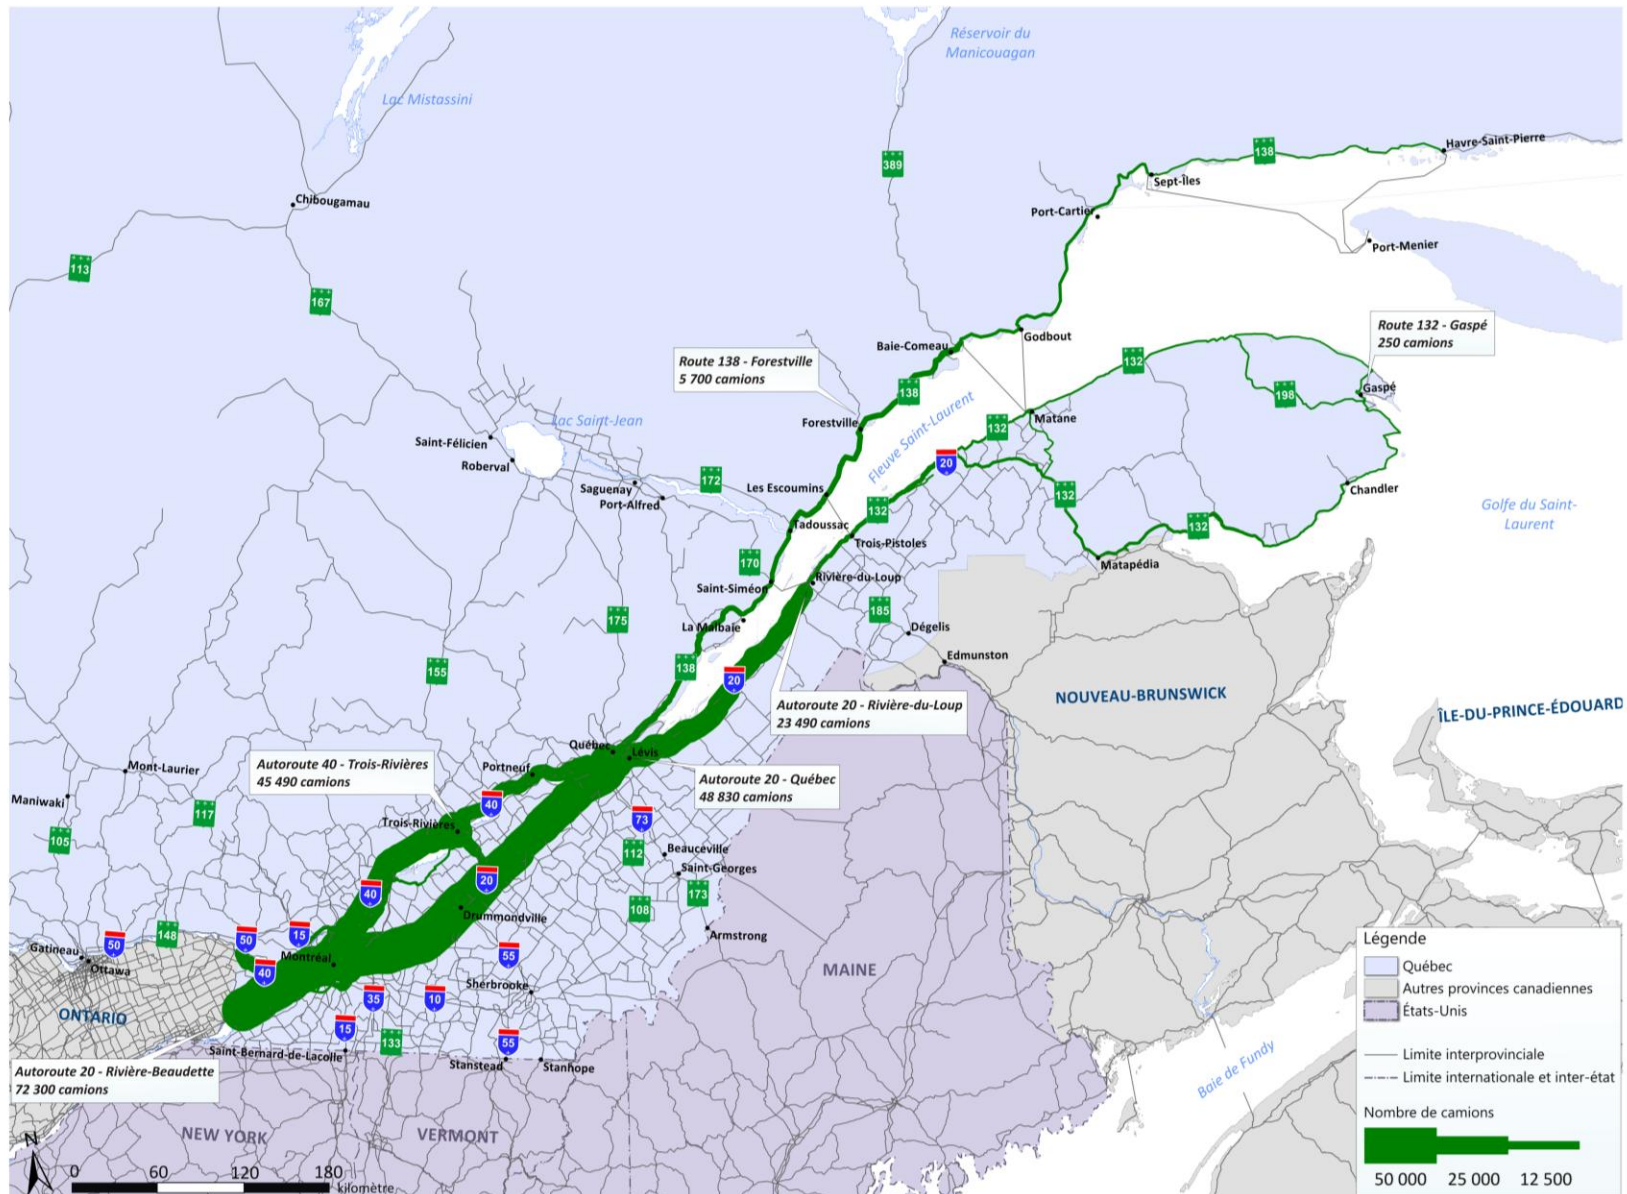 Réservoir du
Manicouagan
Lac Mistassini
389
138
Havre-Saint-Pierre
Sept-Îles
Chibougamau
Port-Cartier
Port-Menier
113
167
Route 132 - Gaspé
250 camions
Godbout
Baie-Comeau
Route 138 - Forestville
5 700 camions
132
138
198
Gaspé
Fleuve Saint-Laurent
Matane
Lac Saint-Jean
Forestville
132
Saint-Félicien
Roberval
20
172
Saguenay
Port-Alfred
Les Escoumins
132
132
Chandler
Golfe du Saint-
Laurent
Tadoussac
132
Trois-Pistoles
170
Matapédia
Saint-Siméon
Rivière-du-Loup
185
175
La Malbaie
Dégelis
Edmunston
155
138
20
NOUVEAU-BRUNSWICK
Autoroute 20 - Rivière-du-Loup
23 490 camions
ÎLE-DU-PRINCE-ÉDOUARD
Québec
Lévis
Autoroute 40 - Trois-Rivières
45 490 camions
Portneuf
Mont-Laurier
Autoroute 20 - Québec
48 830 camions
Maniwaki
117
40
73
Trois-Rivières
105
112
Beauceville
Saint-Georges
20
40
173
108
Drummondville
148
15
50
50
Armstrong
Gatineau
Ottawa
Montréal
55
40
MAINE
Sherbrooke
35
10
ONTARIO
15
133
55
Saint-Bernard-de-Lacolle
Stanstead
Stanhope
Autoroute 20 - Rivière-Beaudette
72 300 camions
Baie de Fundy
NEW YORK
VERMONT
N
0 60 120 180
kilomètre
Légende
Québec
Autres provinces canadiennes
États-Unis
Limite interprovinciale
Limite internationale et inter-état
Nombre de camions
50 000 25 000 12 500